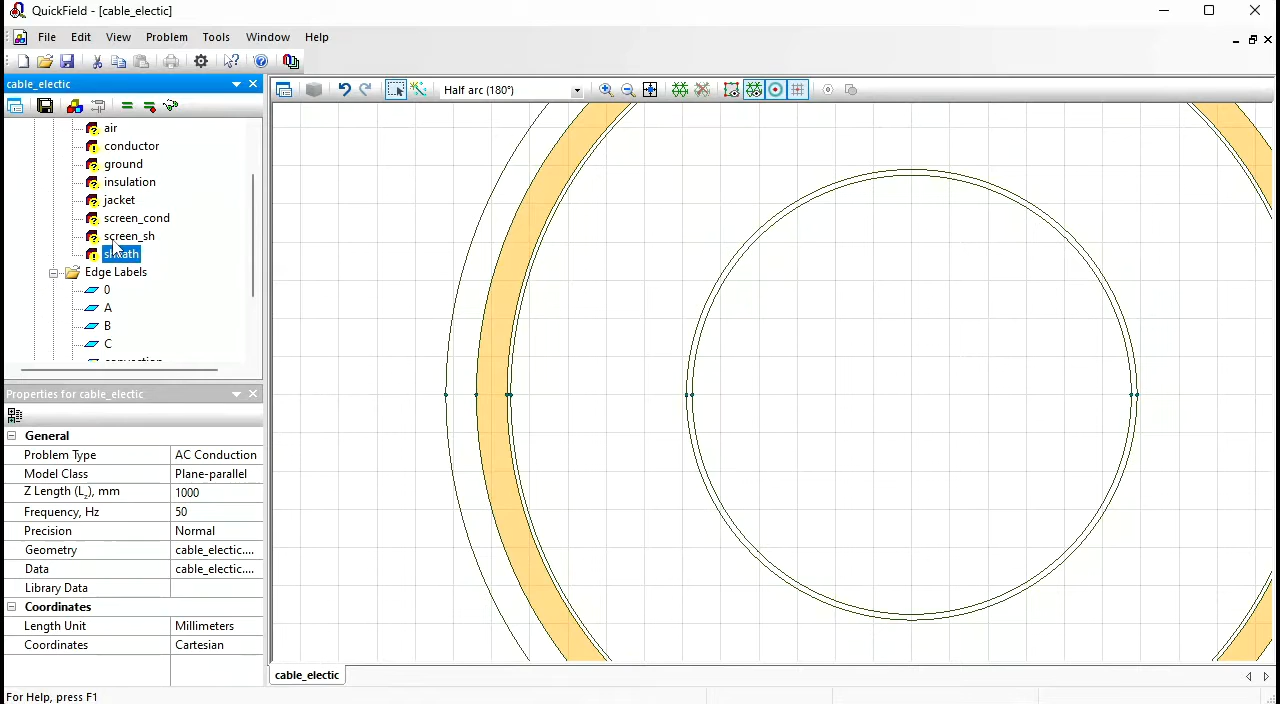 QuickField - [cable_electic]
File Edit View Problem Tools Window Help
cable_electic
Half arc (180°)
air
conductor
ground
insulation
jacket
screen_cond
screen_sh
sheath
Edge Labels
0
A
B
C
Properties for cable_electic
General
Problem Type AC Conduction
Model Class Plane-parallel
Z Length (Lz), mm 1000
Frequency, Hz 50
Precision Normal
Geometry cable_electic....
Data cable_electic....
Library Data
Coordinates
Length Unit Millimeters
Coordinates Cartesian
cable_electic
For Help, press F1